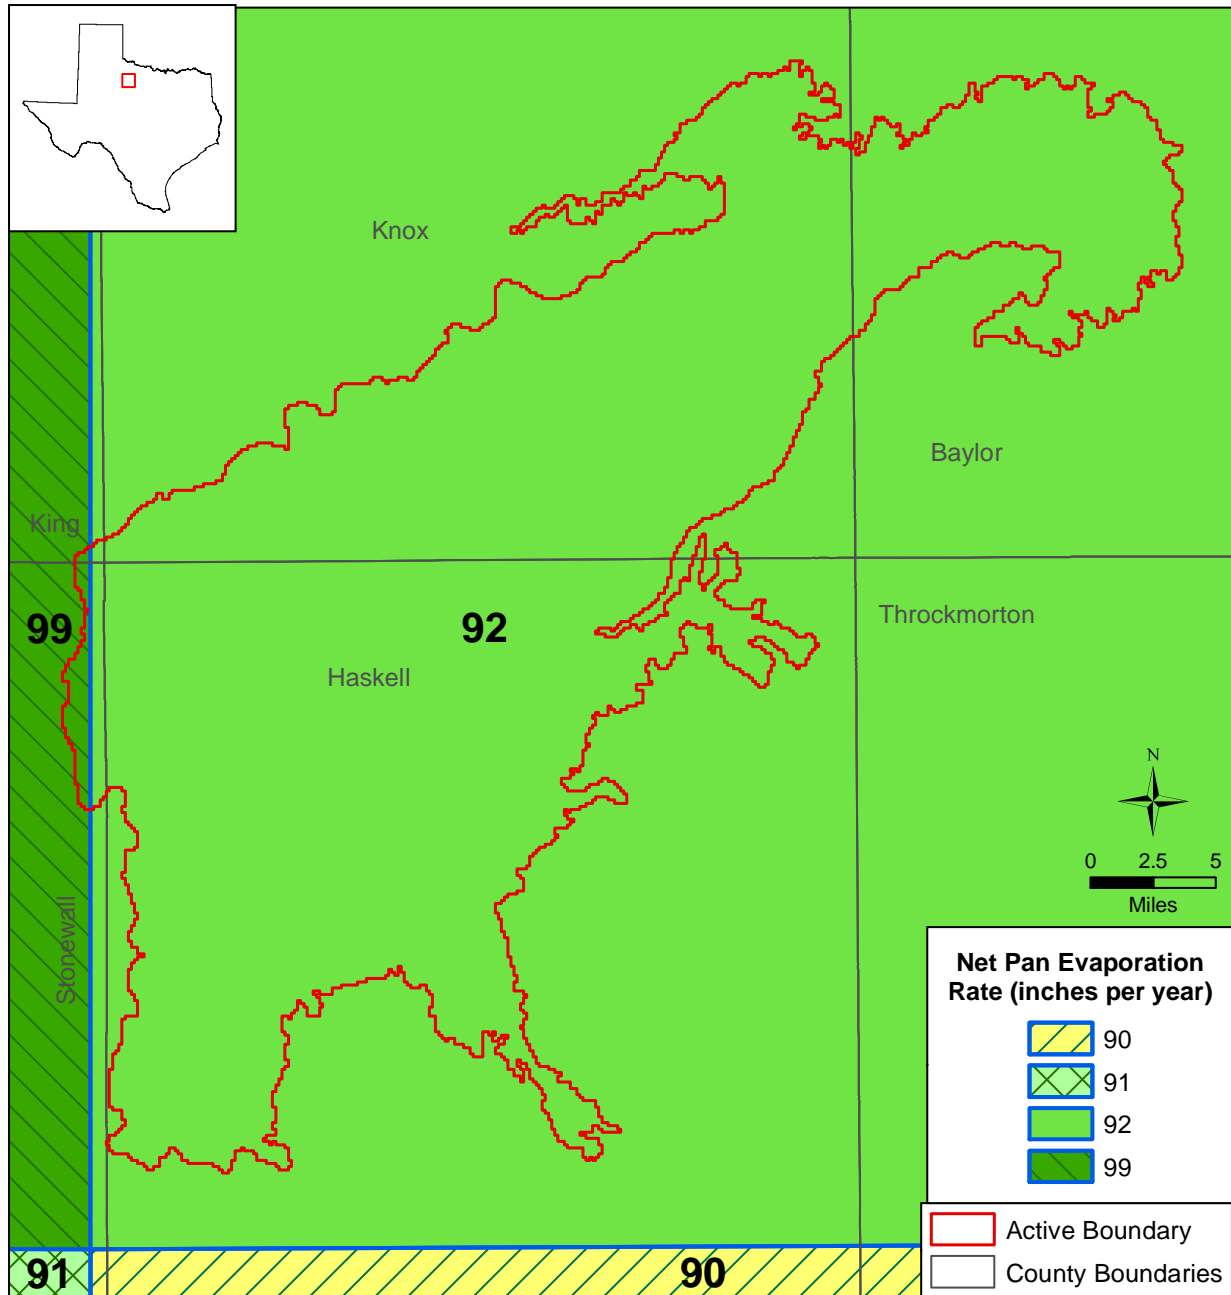 Knox
Baylor
King
99
92
Throckmorton
Haskell
N
0 2.5 5
Miles
Stonewall
Net Pan Evaporation
Rate (inches per year)
90
91
92
99
Active Boundary
County Boundaries
91
90